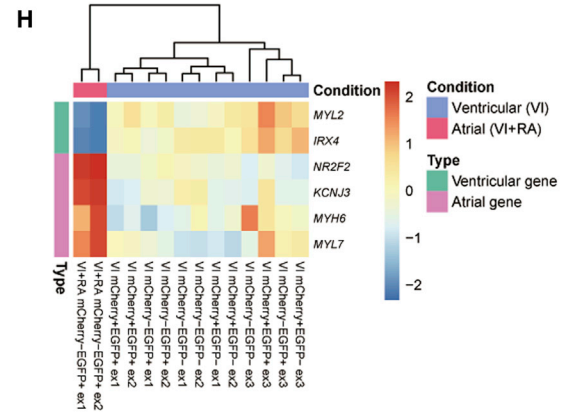 H
Condition
MYL2
IRX4
NR2F2
KCNJ3
MYH6
MYL7
2
1
0
−1
−2
Condition
Ventricular (VI)
Atrial (VI+RA)
Type
Ventricular gene
Atrial gene
Type
VI+RA mCherry−EGFP+ ex1
VI+RA mCherry−EGFP+ ex2
VI mCherry+EGFP+ ex1
VI mCherry+EGFP+ ex2
VI mCherry−EGFP+ ex1
VI mCherry−EGFP+ ex2
VI mCherry−EGFP− ex1
VI mCherry−EGFP− ex2
VI mCherry+EGFP− ex1
VI mCherry+EGFP− ex2
VI mCherry−EGFP− ex3
VI mCherry+EGFP+ ex3
VI mCherry−EGFP+ ex3
VI mCherry+EGFP− ex3